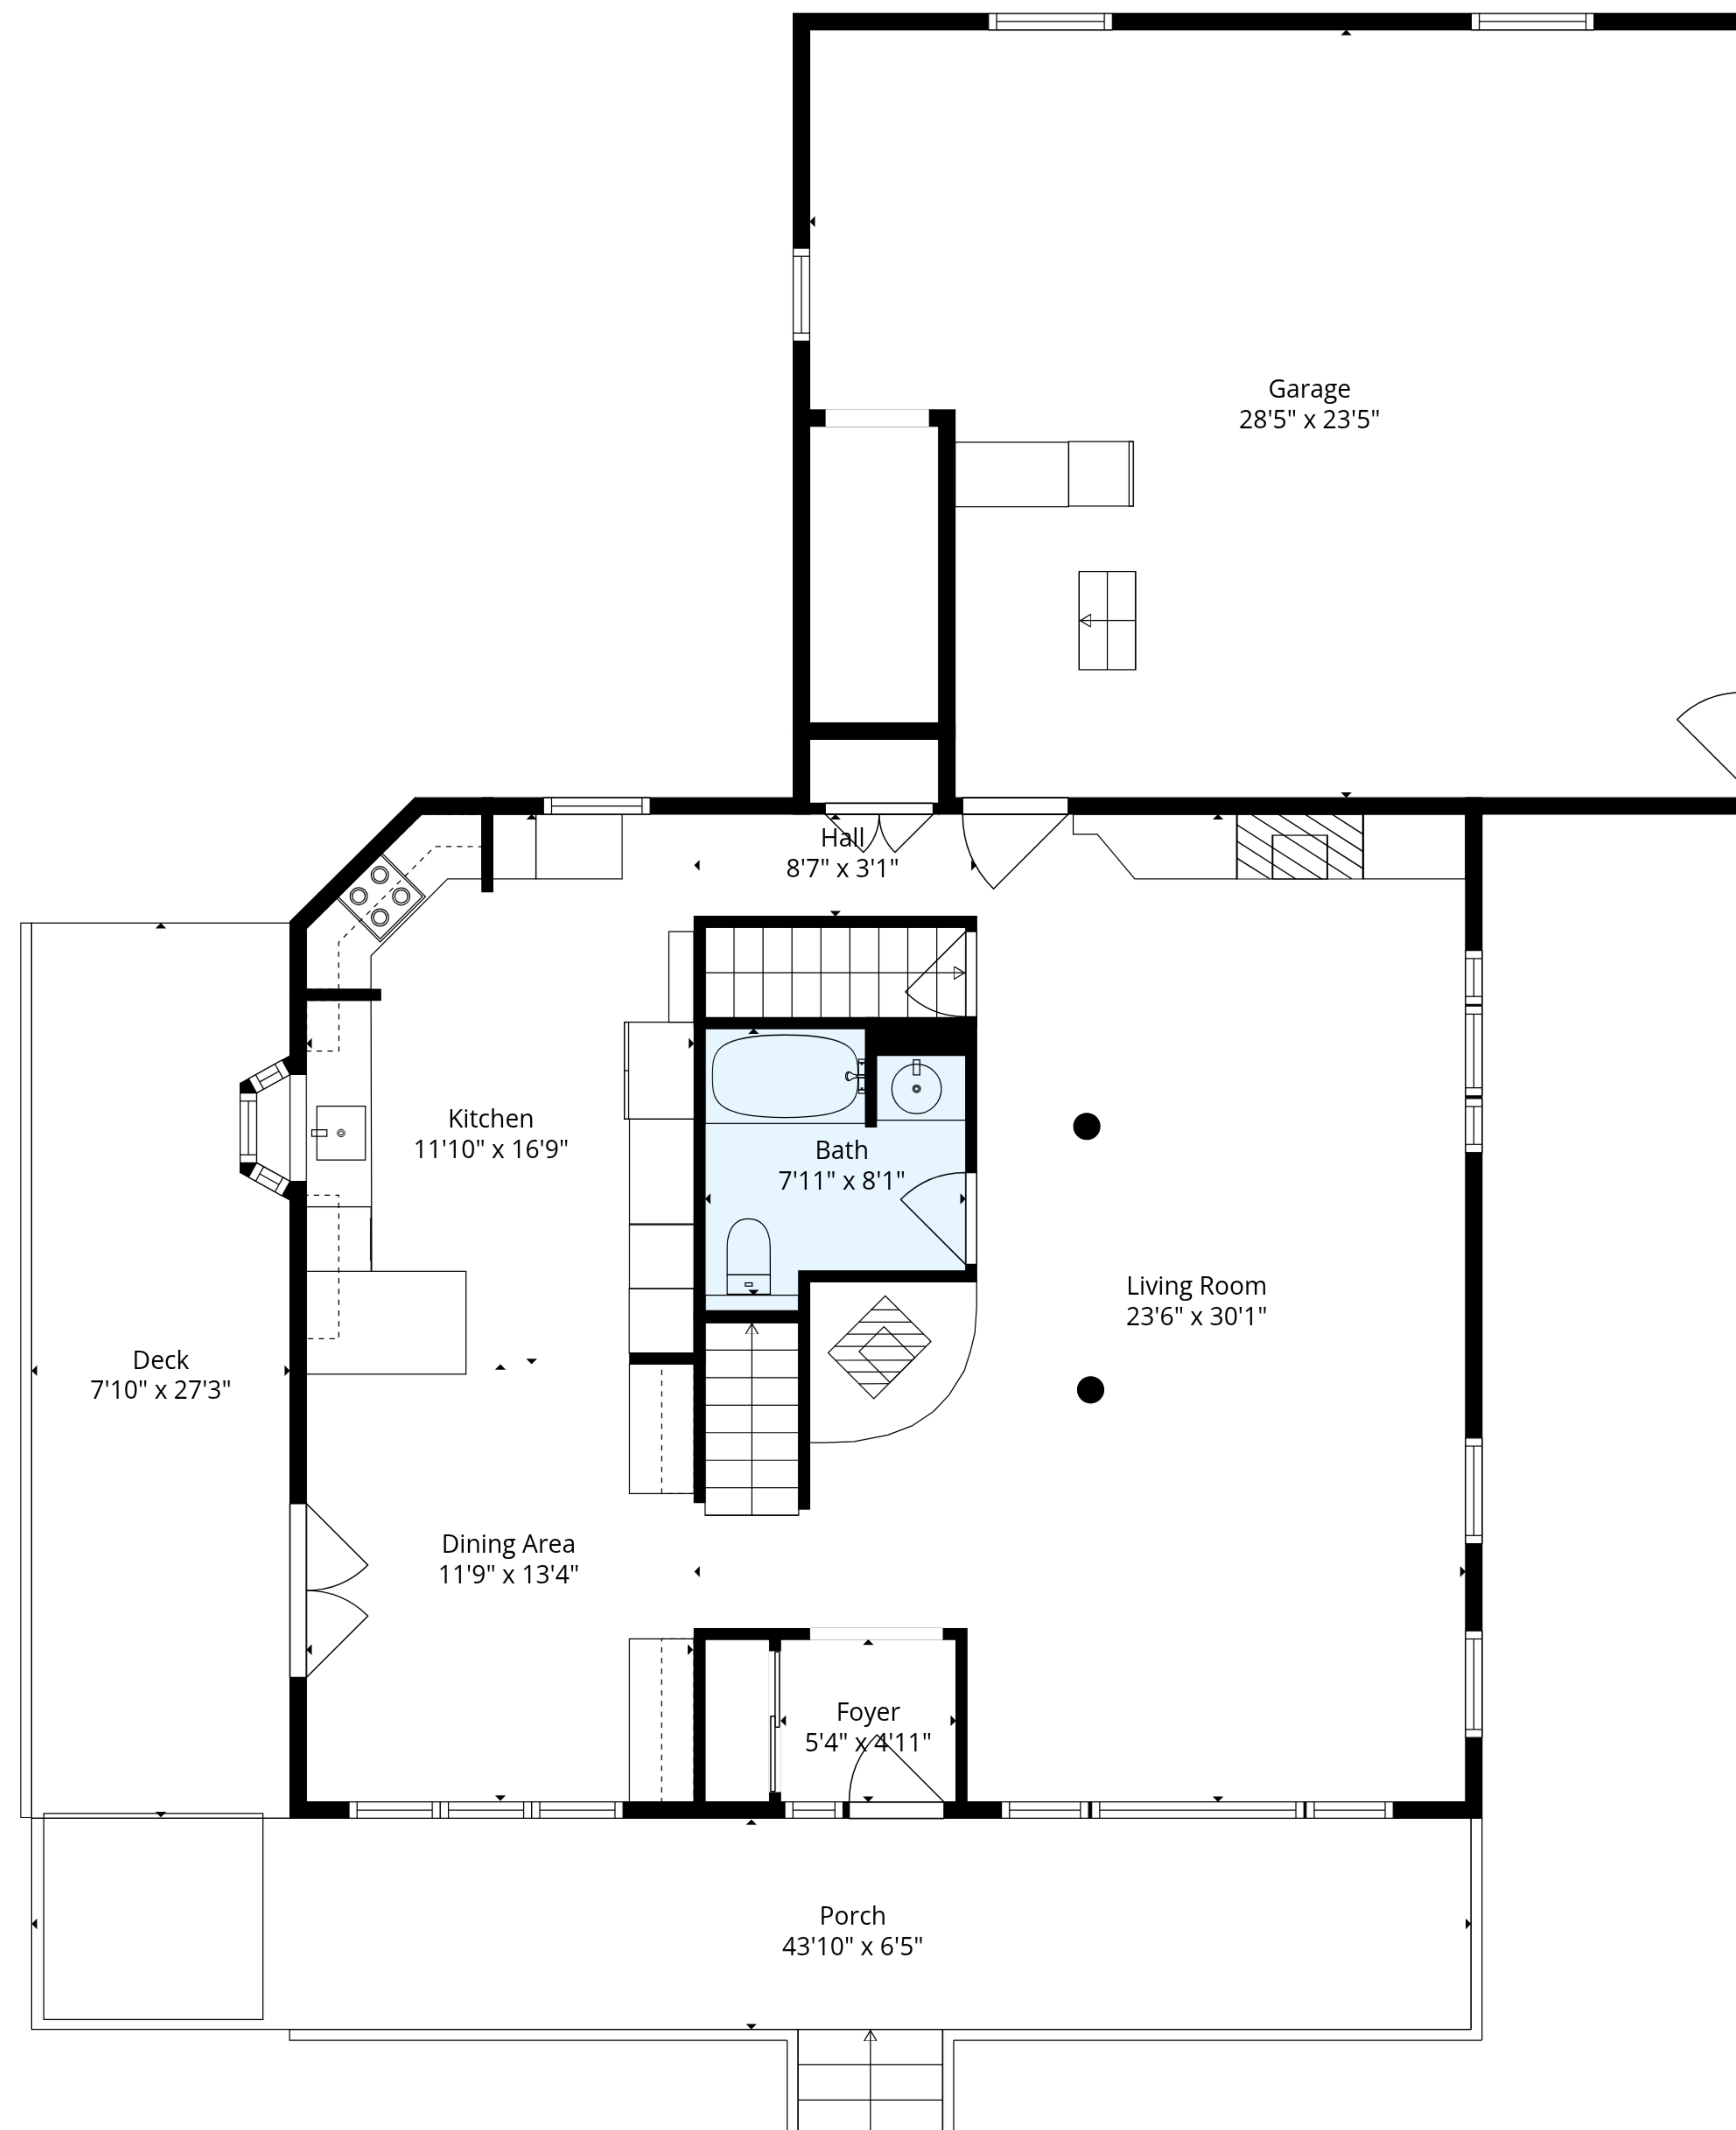 Garage
28'5" x 23'5"
Hall
8'7" x 3'1"
Kitchen
11'10" x 16'9"
Bath
7'11" x 8'1"
Living Room
23'6" x 30'1"
Deck
7'10" x 27'3"
Dining Area
11'9" x 13'4"
Foyer
5'4" x 4'11"
Porch
43'10" x 6'5"